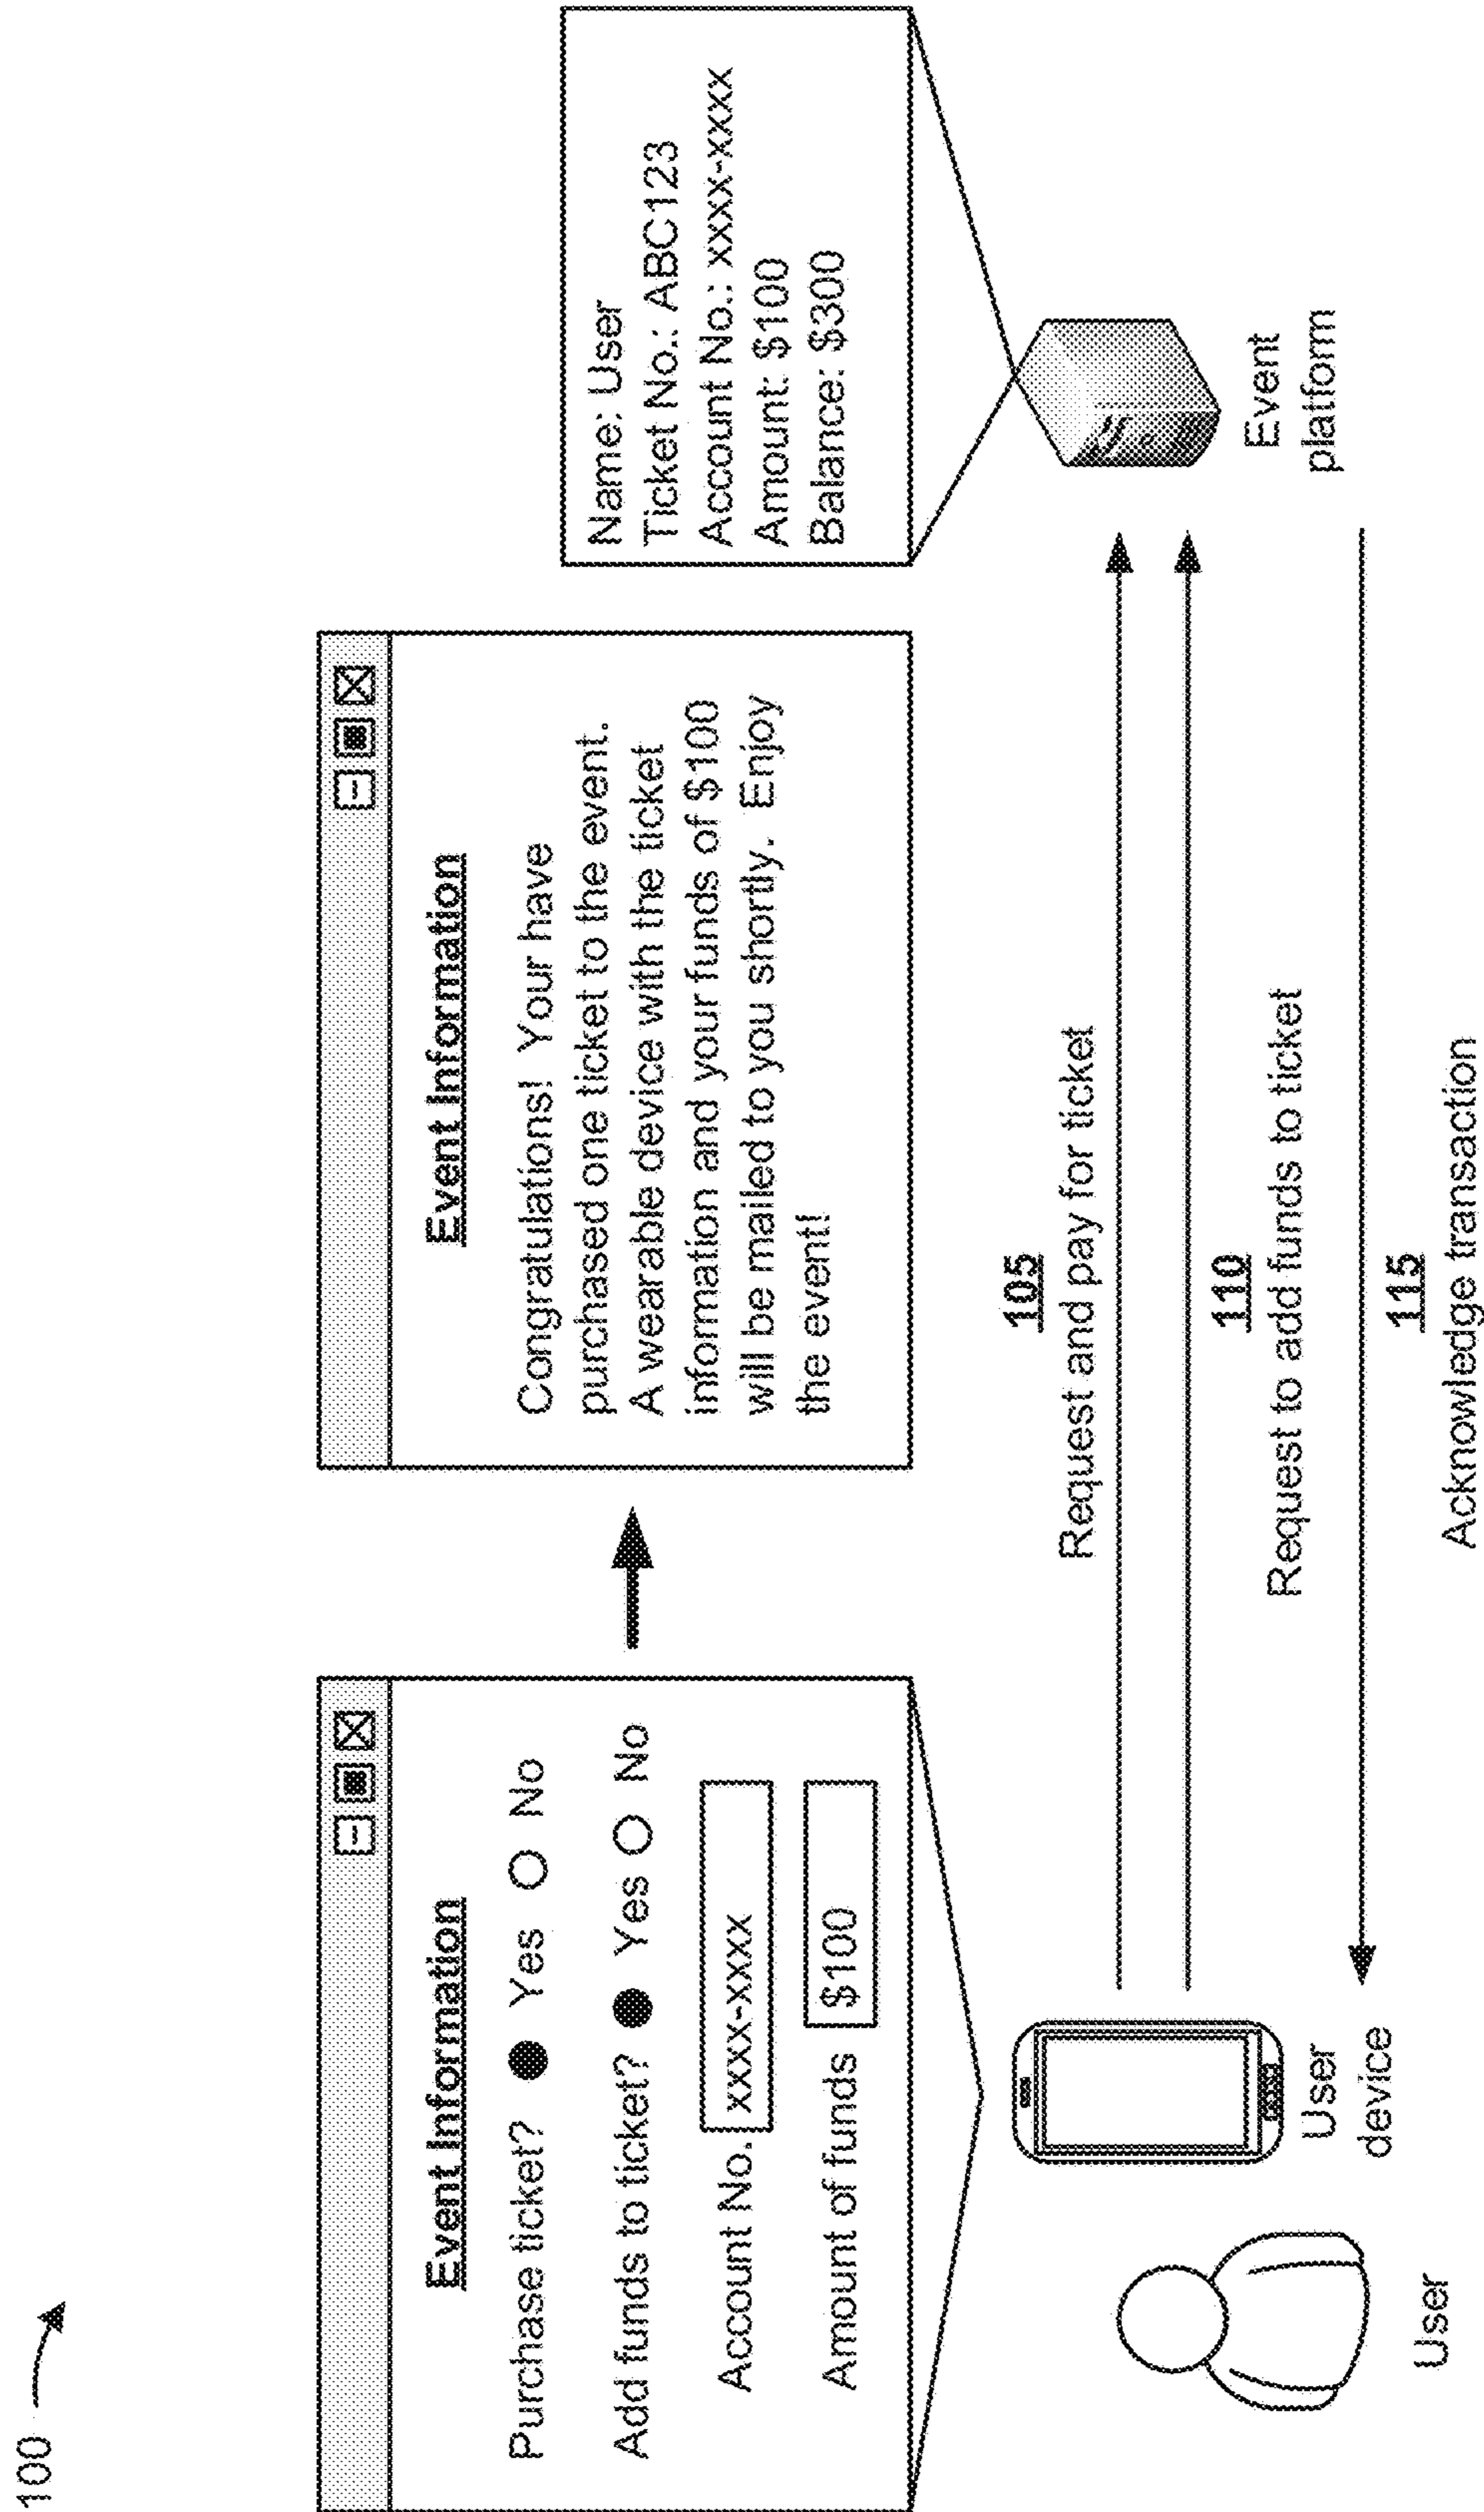 100
Event Information
Purchase ticket? Yes No
Add funds to ticket? Yes No
Account No. xxxx-xxxx
Amount of funds $100
Event Information
Congratulations! Your have
purchased one ticket to the event.
A wearable device with the ticket
information and your funds of $100
will be mailed to you shortly. Enjoy
the event!
Name: User
Ticket No.: ABC123
Account No.: xxxx-xxxx
Amount: $100
Balance: $300
105
Request and pay for ticket
110
Request to add funds to ticket
115
Acknowledge transaction
User
User
device
Event
platform